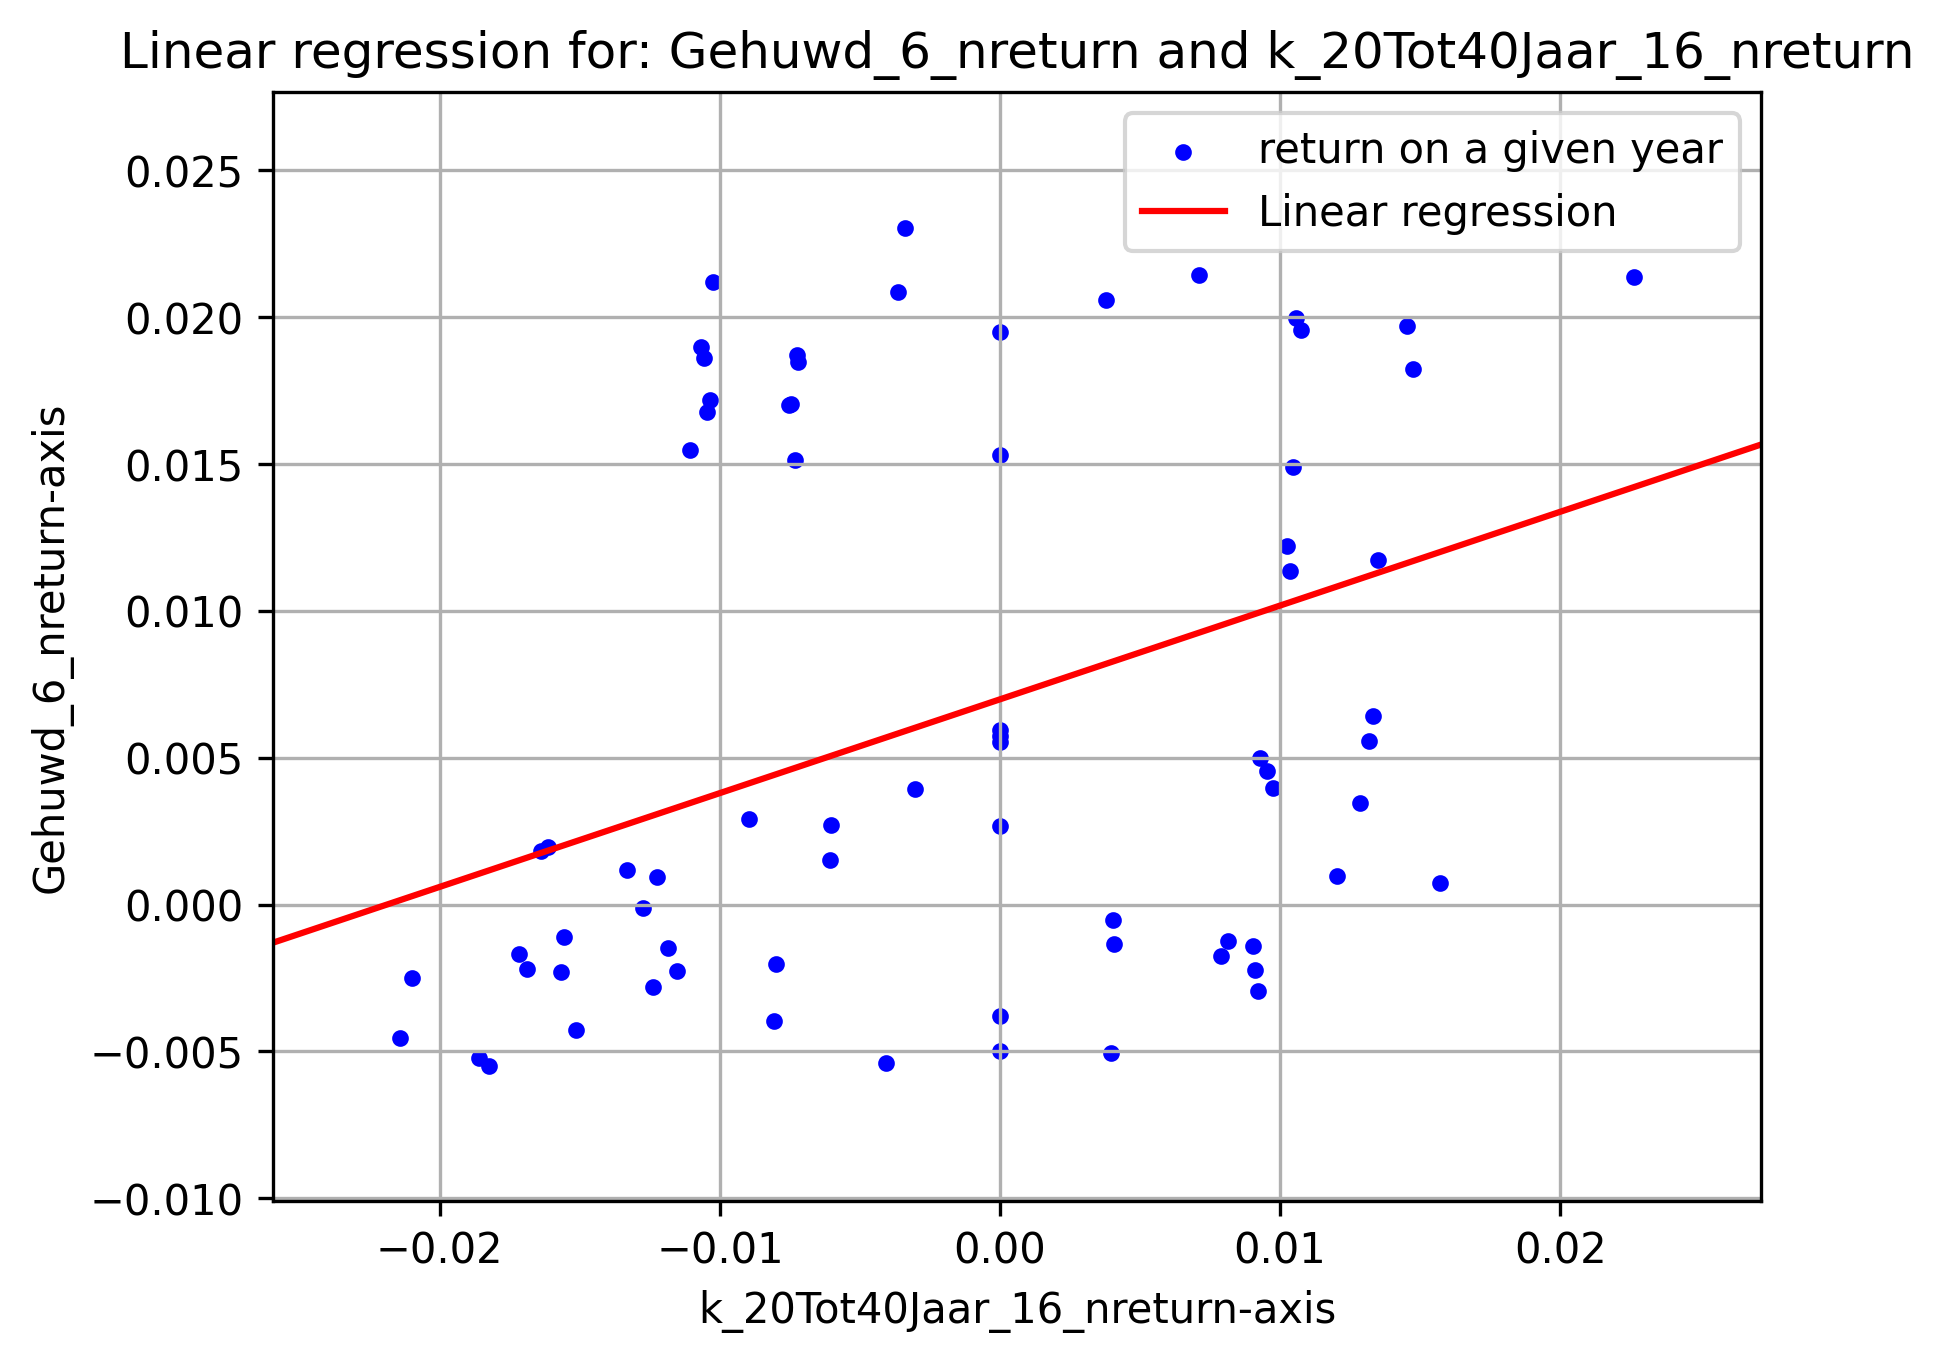 Linear regression for: Gehuwd_6_nreturn and k_20Tot40Jaar_16_nreturn
return on a given year
Linear regression
Gehuwd_6_nreturn-axis
0.025
0.020
0.015
0.010
0.005
0.000
−0.005
−0.010
−0.02
−0.01
0.00
0.01
0.02
k_20Tot40Jaar_16_nreturn-axis